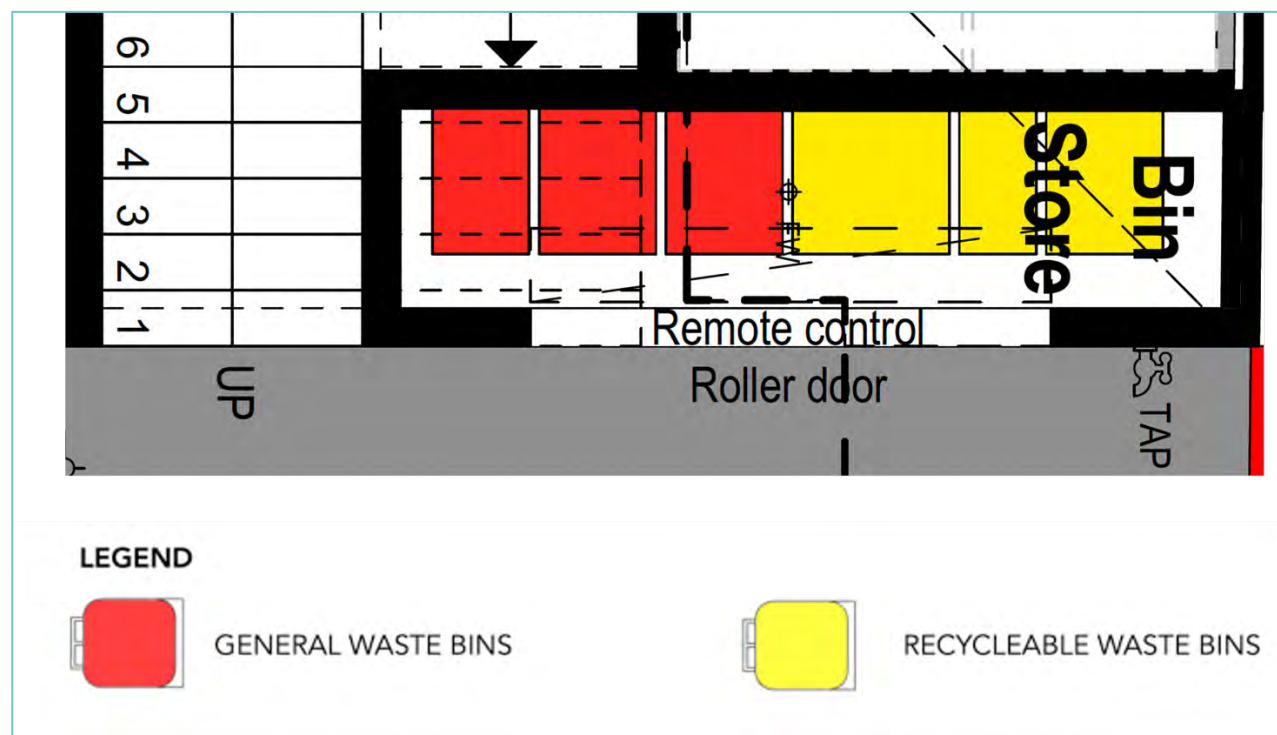 6
5
4
3
2
1
UP
Bin
Store
Remote control
Roller door
TAP
LEGEND
GENERAL WASTE BINS
RECYCLEABLE WASTE BINS